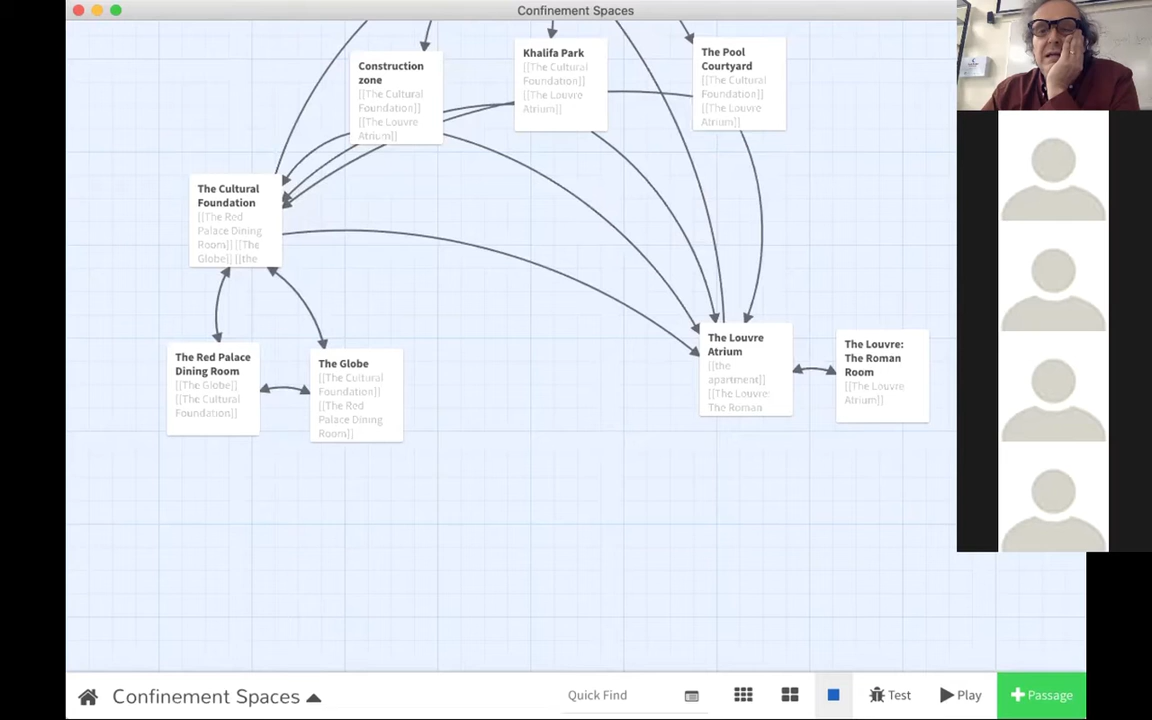 Confinement Spaces
Construction
zone
[[The Cultural
Foundation]]
[[The Louvre
Atrium]]
Khalifa Park
[[The Cultural
Foundation]]
[[The Louvre
Atrium]]
The Pool
Courtyard
[[The Cultural
Foundation]]
[[The Louvre
Atrium]]
The Cultural
Foundation
[[The Red
Palace Dining
Room]] [[The
Globe]] [[the
The Red Palace
Dining Room
[[The Globe]]
[[The Cultural
Foundation]]
The Globe
[[The Cultural
Foundation]]
[[The Red
Palace Dining
Room]]
The Louvre
Atrium
[[the
apartment]]
[[The Louvre:
The Roman
The Louvre:
The Roman
Room
[[The Louvre
Atrium]]
Confinement Spaces
Quick Find
Test
Play
Passage